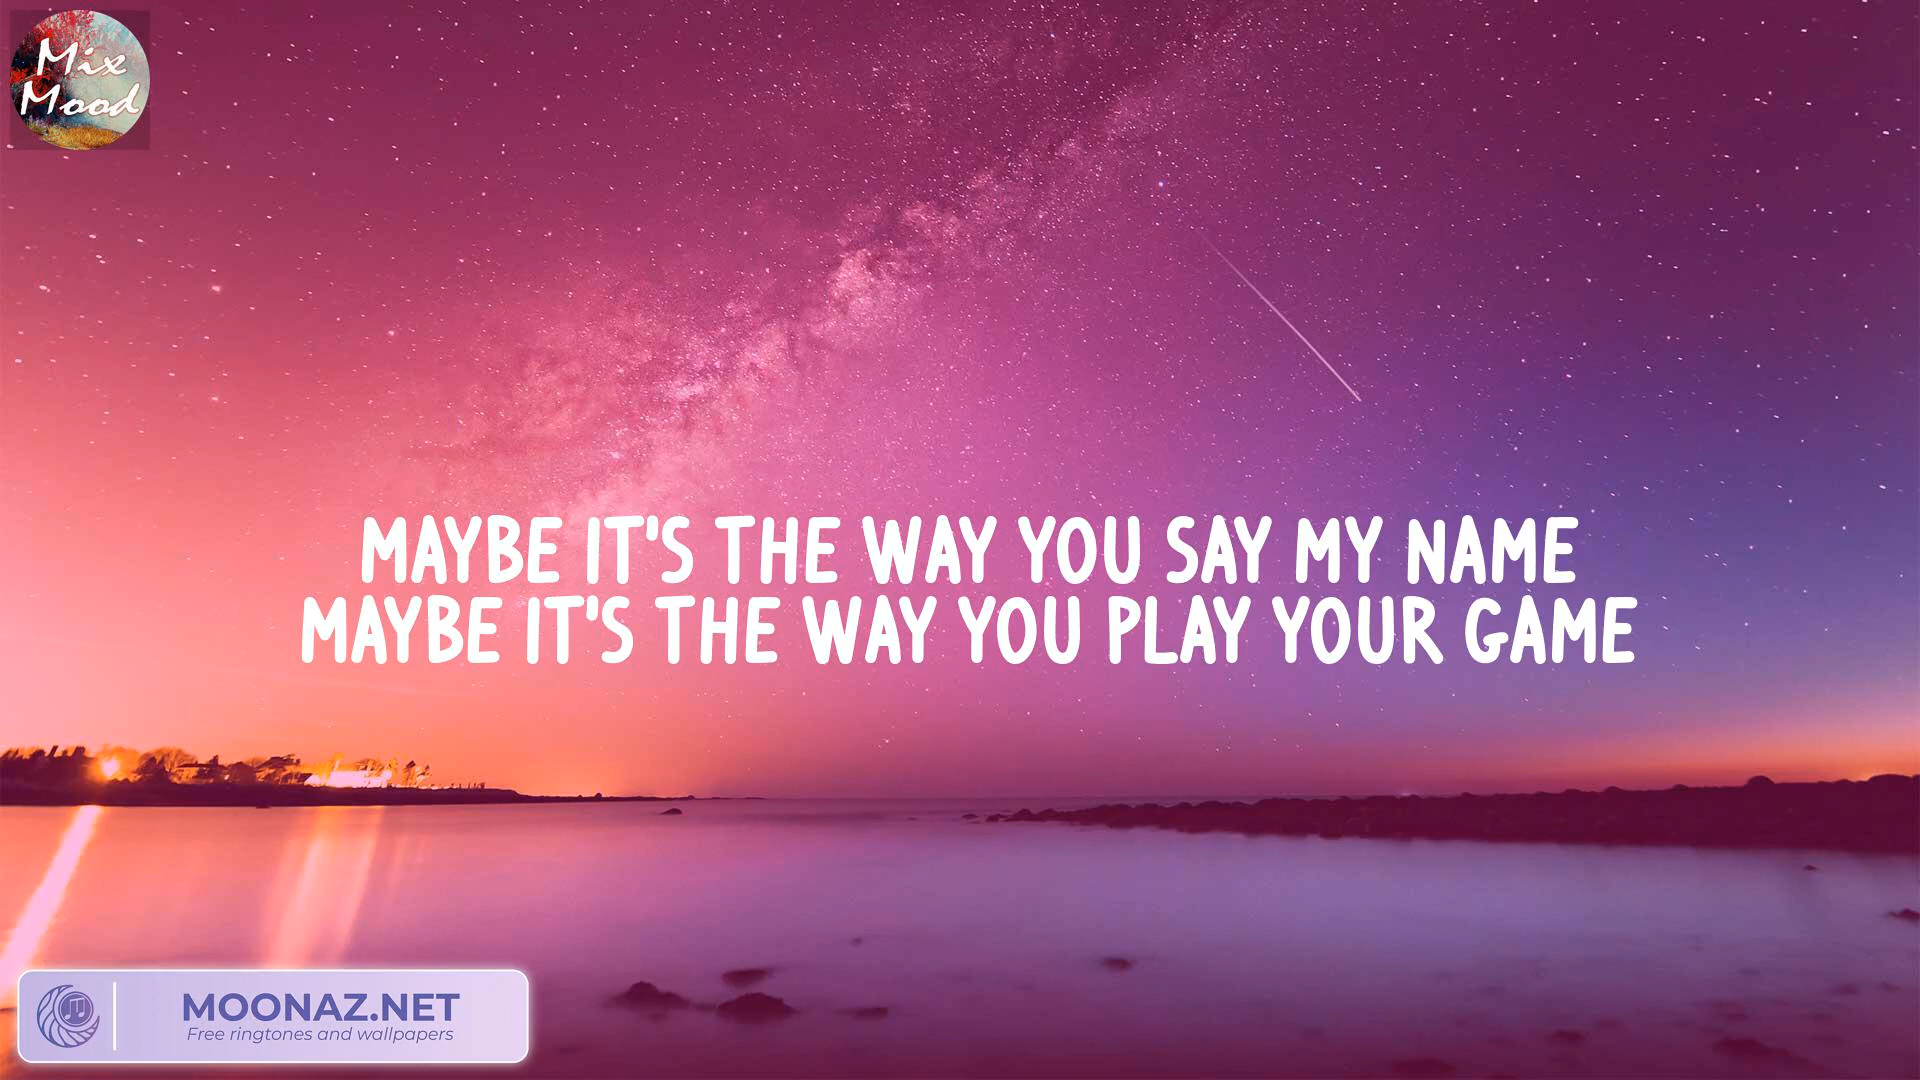 Mix
Mood
MAYBE IT'S THE WAY YOU SAY MY NAME
MAYBE IT'S THE WAY YOU PLAY YOUR GAME
MOONAZ.NET
Free ringtones and wallpapers